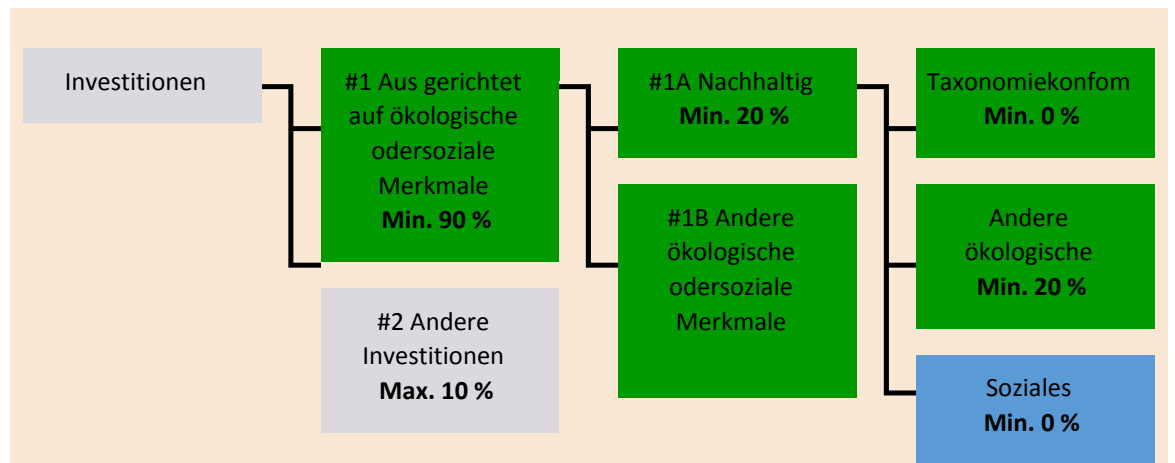 Investitionen
#1 Aus gerichtet
auf ökologische
odersoziale
Merkmale
Min. 90 %
#2 Andere
Investitionen
Max. 10 %
#1A Nachhaltig
Min. 20 %
#1B Andere
ökologische
odersoziale
Merkmale
Taxonomiekonfom
Min. 0 %
Andere
ökologische
Min. 20 %
Soziales
Min. 0 %